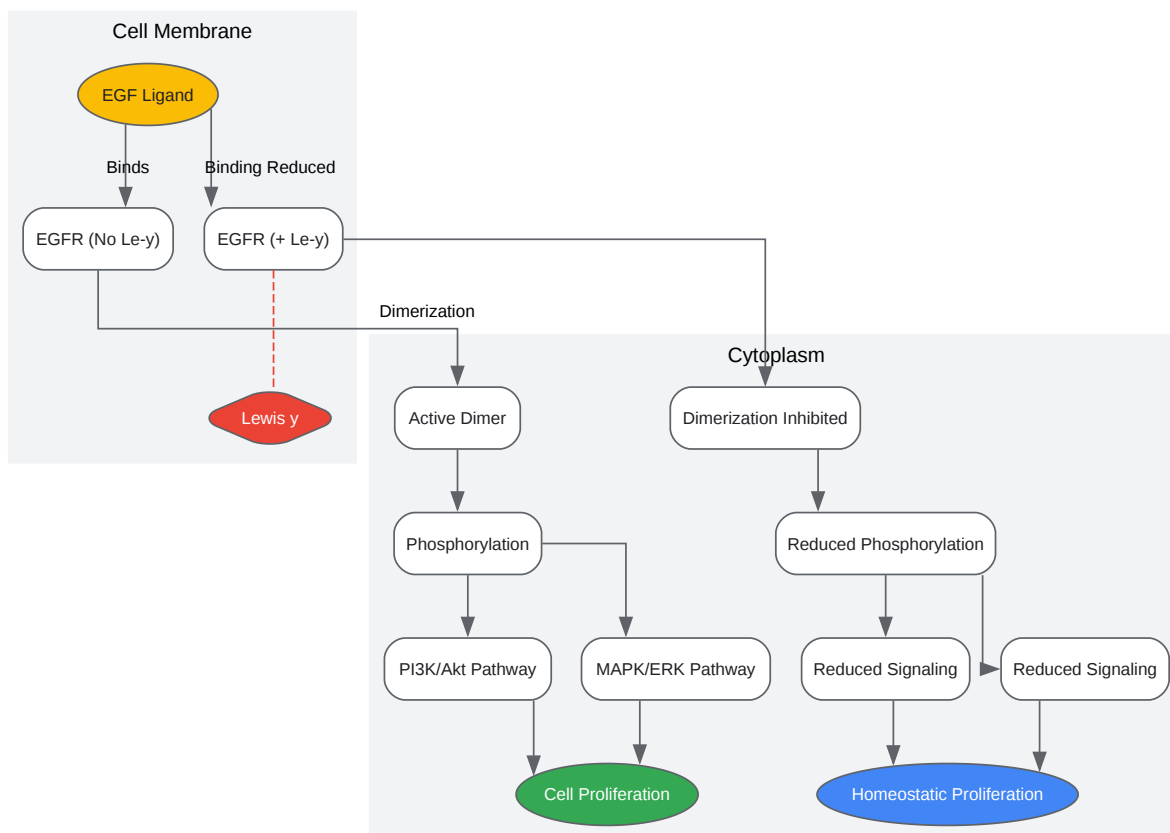 Cell Membrane
EGF Ligand
Binds
Binding Reduced
EGFR (No Le-y)
EGFR (+ Le-y)
Dimerization
Cytoplasm
Lewis y
Active Dimer
Dimerization Inhibited
Phosphorylation
Reduced Phosphorylation
PI3K/Akt Pathway
MAPK/ERK Pathway
Reduced Signaling
Reduced Signaling
Cell Proliferation
Homeostatic Proliferation